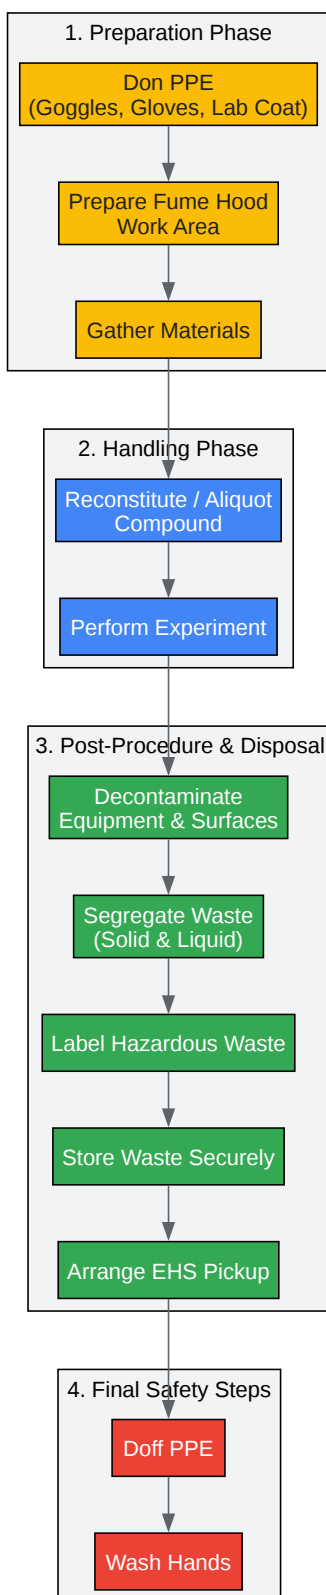 1. Preparation Phase
Don PPE
(Goggles, Gloves, Lab Coat)
Prepare Fume Hood
Work Area
Gather Materials
2. Handling Phase
Reconstitute / Aliquot
Compound
Perform Experiment
3. Post-Procedure & Disposal
Decontaminate
Equipment & Surfaces
Segregate Waste
(Solid & Liquid)
Label Hazardous Waste
Store Waste Securely
Arrange EHS Pickup
4. Final Safety Steps
Doff PPE
Wash Hands